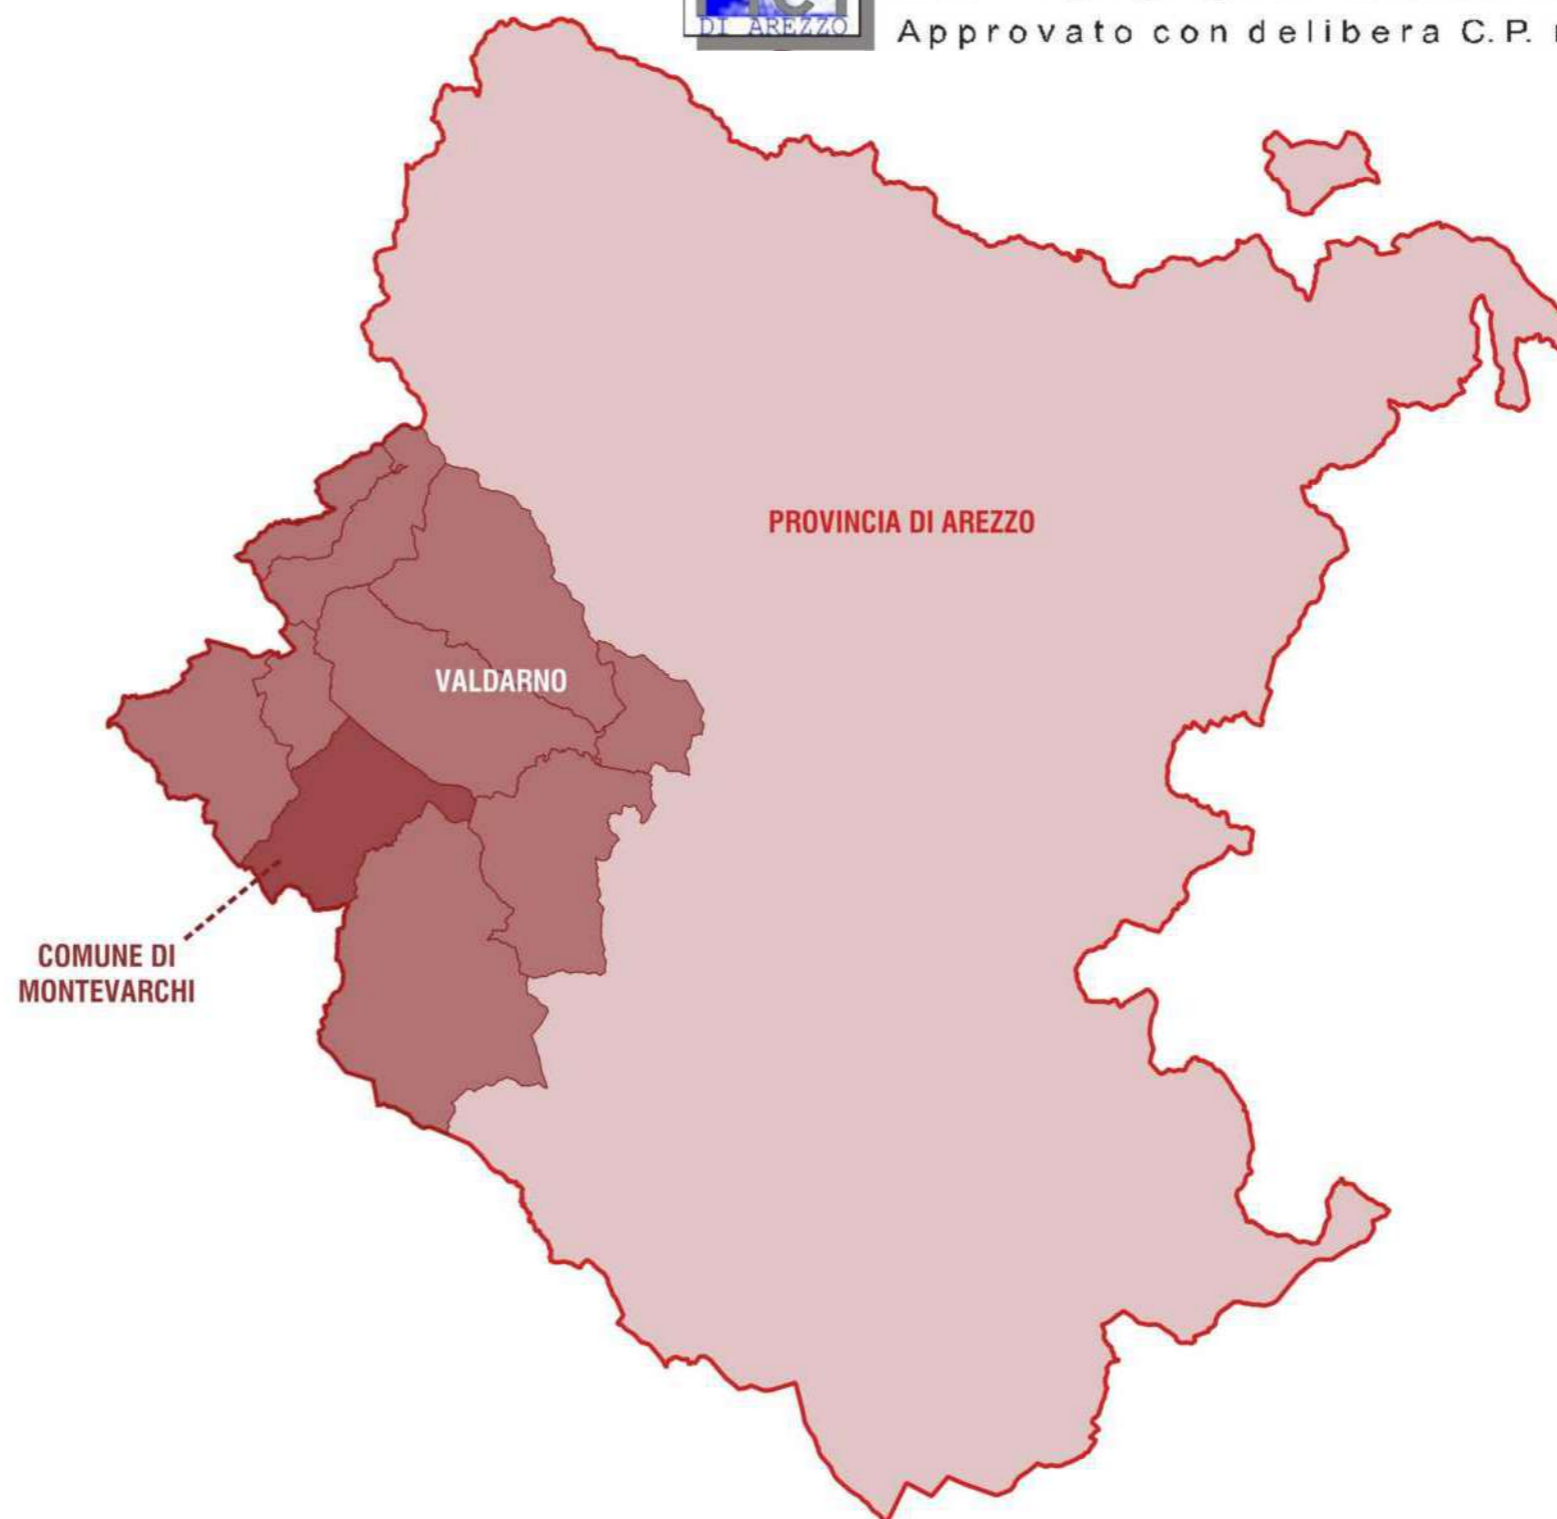 DI AREZZO
Approvato con delibera C.P.
PROVINCIA DI AREZZO
VALDARNO
COMUNE DI
MONTEVARCHI